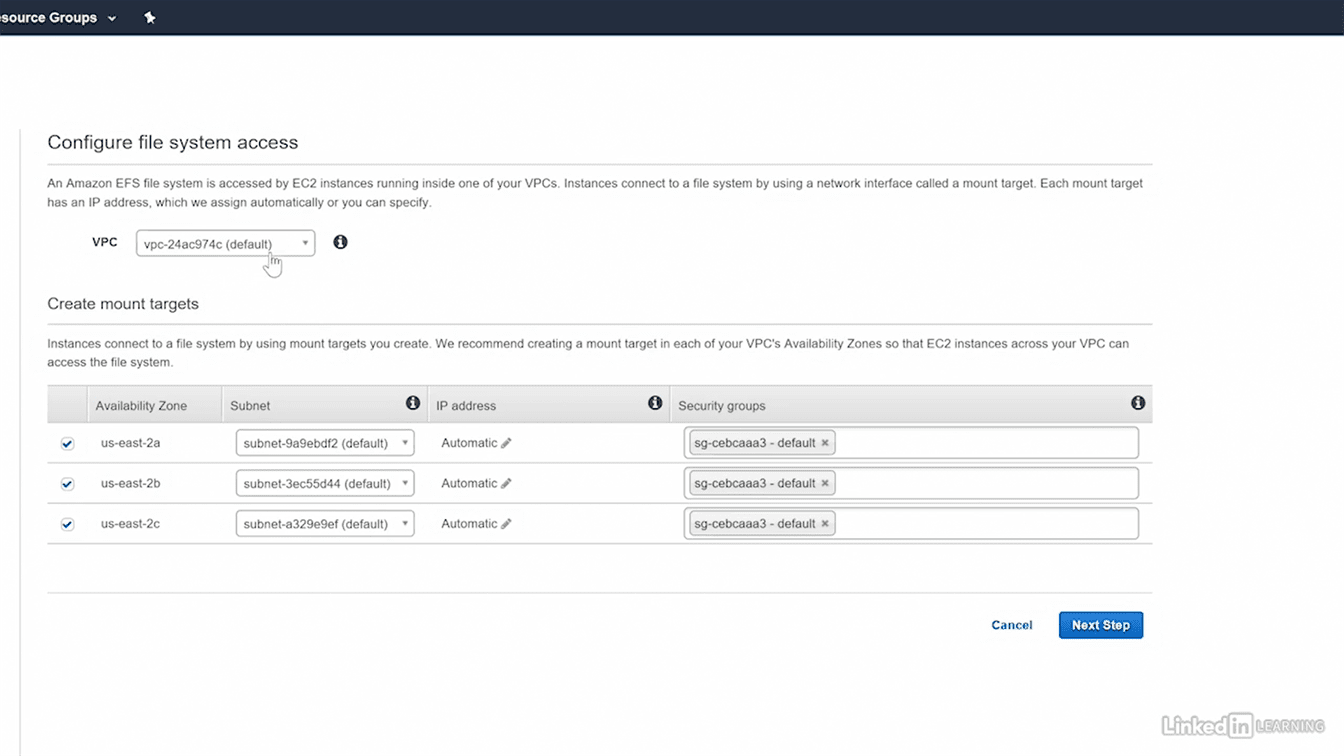 source Groups
Configure file system access
An Amazon EFS file system is accessed by EC2 instances running inside one of your VPCs. Instances connect to a file system by using a network interface called a mount target. Each mount target
has an IP address, which we assign automatically or you can specify.
VPC vpc-24ac974c (default)
Create mount targets
Instances connect to a file system by using mount targets you create. We recommend creating a mount target in each of your VPC's Availability Zones so that EC2 instances across your VPC can
access the file system.
Availability Zone Subnet IP address Security groups
us-east-2a subnet-9a9ebdf2 (default) Automatic sg-cebcaaa3 - default ×
us-east-2b subnet-3ec55d44 (default) Automatic sg-cebcaaa3 - default ×
us-east-2c subnet-a329e9ef (default) Automatic sg-cebcaaa3 - default ×
Cancel Next Step
Linked in LEARNING